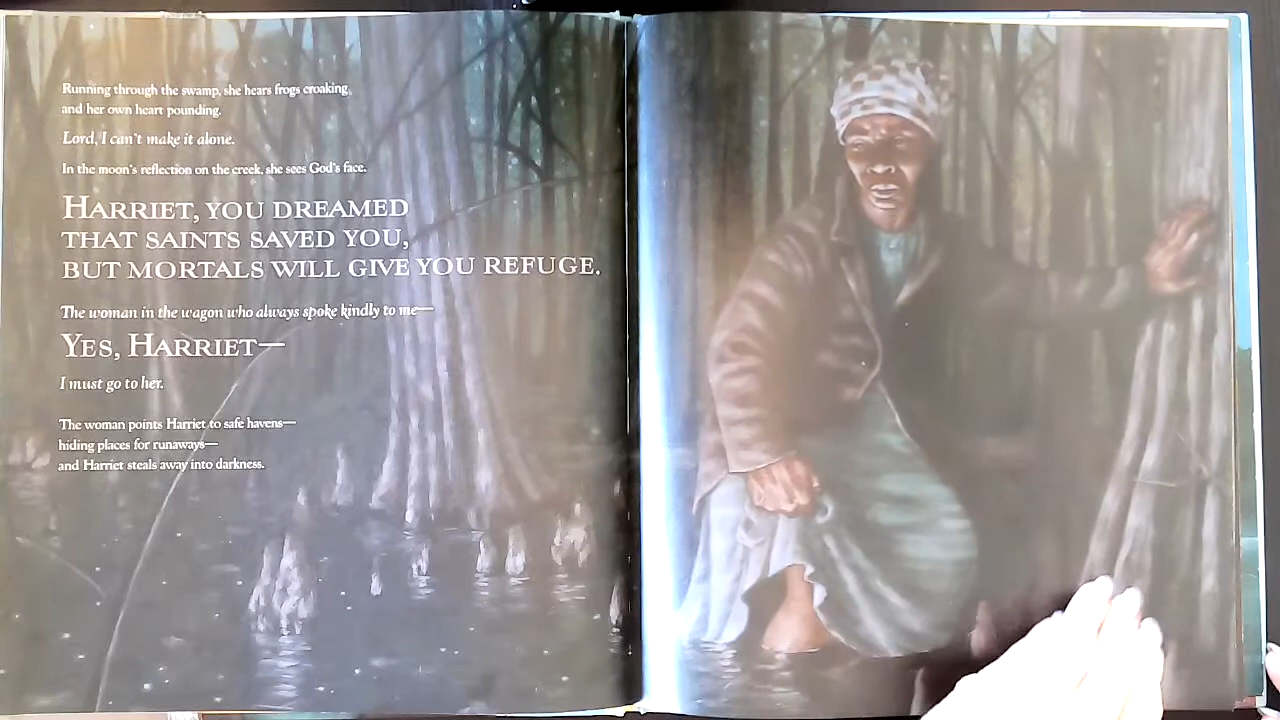 Running through the swamp, she hears frogs croaking,
and her own heart pounding.
Lord, I can't make it alone.
In the moon's reflection on the creek, she sees God's face.
HARRIET, YOU DREAMED
THAT SAINTS SAVED YOU,
BUT MORTALS WILL GIVE YOU REFUGE.
The woman in the wagon who always spoke kindly to me—
YES, HARRIET—
I must go to her.
The woman points Harriet to safe havens—
hiding places for runaways—
and Harriet steals away into darkness.